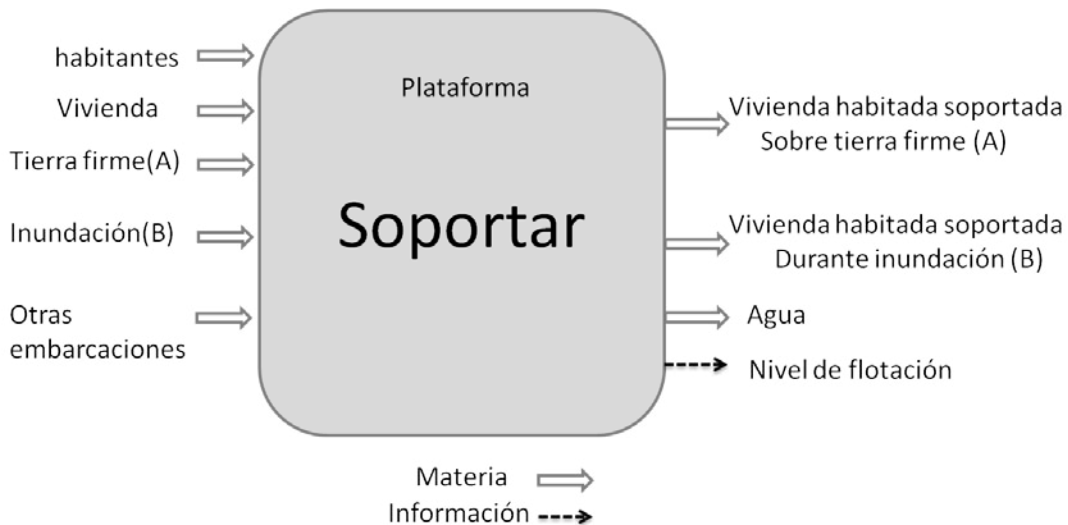 habitantes
Vivienda
Tierra firme(A)
Inundación(B)
Otras
embarcaciones
Plataforma
Soportar
Vivienda habitada soportada
Sobre tierra firme (A)
Vivienda habitada soportada
Durante inundación (B)
Agua
Nivel de flotación
Materia
Información